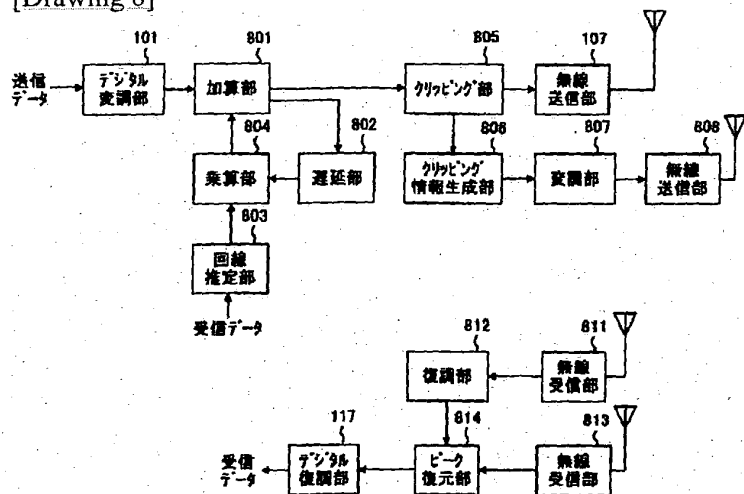 [Drawing 8]
101
801
805
107
送信
データ
デジタル
変調部
加算部
クリッピング部
無線
送信部
804
802
806
807
808
乗算部
遅延部
クリッピング
情報生成部
変調部
無線
送信部
803
回線
推定部
受信データ
812
811
復調部
無線
受信部
117
814
813
受信
データ
デジタル
復調部
ピーク
復元部
無線
受信部